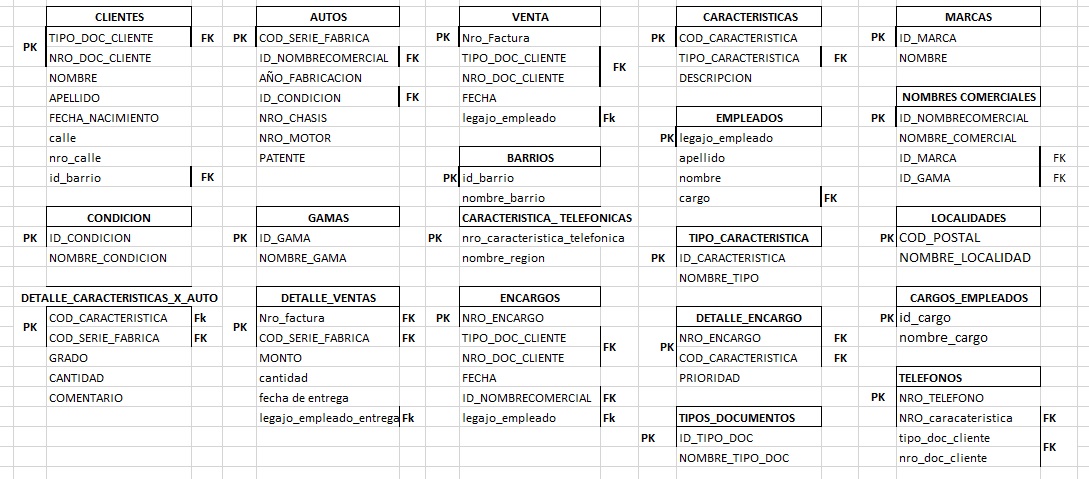 CLIENTES
PK TIPO_DOC_CLIENTE FK
NRO_DOC_CLIENTE
NOMBRE
APELLIDO
FECHA_NACIMIENTO
calle
nro_calle
id_barrio FK
AUTOS
PK COD_SERIE_FABRICA
ID_NOMBRECOMERCIAL FK
AÑO_FABRICACION
ID_CONDICION FK
NRO_CHASIS
NRO_MOTOR
PATENTE
VENTA
PK Nro_Factura
TIPO_DOC_CLIENTE FK
NRO_DOC_CLIENTE
FECHA
legajo_empleado Fk
BARRIOS
PK id_barrio
nombre_barrio
CARACTERISTICAS
PK COD_CARACTERISTICA
TIPO_CARACTERISTICA FK
DESCRIPCION
EMPLEADOS
PK legajo_empleado
apellido
nombre
cargo FK
MARCAS
PK ID_MARCA
NOMBRE
NOMBRES COMERCIALES
PK ID_NOMBRECOMERCIAL
NOMBRE_COMERCIAL
ID_MARCA FK
ID_GAMA FK
CONDICION
PK ID_CONDICION
NOMBRE_CONDICION
GAMAS
PK ID_GAMA
NOMBRE_GAMA
CARACTERISTICA_ TELEFONICAS
PK nro_caracteristica_telefonica
nombre_region
TIPO_CARACTERISTICA
PK ID_CARACTERISTICA
NOMBRE_TIPO
LOCALIDADES
PK COD_POSTAL
NOMBRE_LOCALIDAD
DETALLE_CARACTERISTICAS_X_AUTO
PK COD_CARACTERISTICA Fk
COD_SERIE_FABRICA FK
GRADO
CANTIDAD
COMENTARIO
DETALLE_VENTAS
PK Nro_factura FK
COD_SERIE_FABRICA FK
MONTO
cantidad
fecha de entrega
legajo_empleado_entrega Fk
ENCARGOS
PK NRO_ENCARGO
TIPO_DOC_CLIENTE FK
NRO_DOC_CLIENTE
FECHA
ID_NOMBRECOMERCIAL FK
legajo_empleado Fk
DETALLE_ENCARGO
PK NRO_ENCARGO FK
COD_CARACTERISTICA FK
PRIORIDAD
TIPOS_DOCUMENTOS
PK ID_TIPO_DOC
NOMBRE_TIPO_DOC
CARGOS_EMPLEADOS
PK id_cargo
nombre_cargo
TELEFONOS
PK NRO_TELEFONO
NRO_caracateristica FK
tipo_doc_cliente FK
nro_doc_cliente